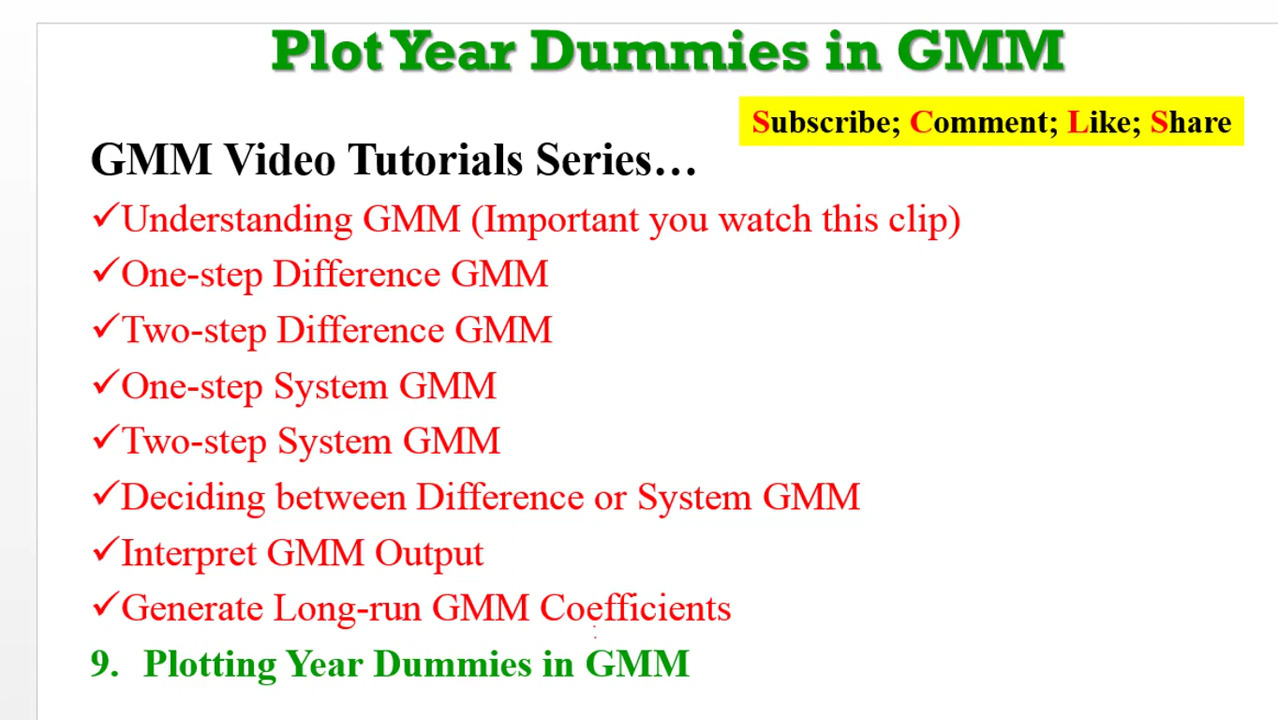 Plot Year Dummies in GMM
Subscribe; Comment; Like; Share
GMM Video Tutorials Series…
✓Understanding GMM (Important you watch this clip)
✓One-step Difference GMM
✓Two-step Difference GMM
✓One-step System GMM
✓Two-step System GMM
✓Deciding between Difference or System GMM
✓Interpret GMM Output
✓Generate Long-run GMM Coefficients
9. Plotting Year Dummies in GMM